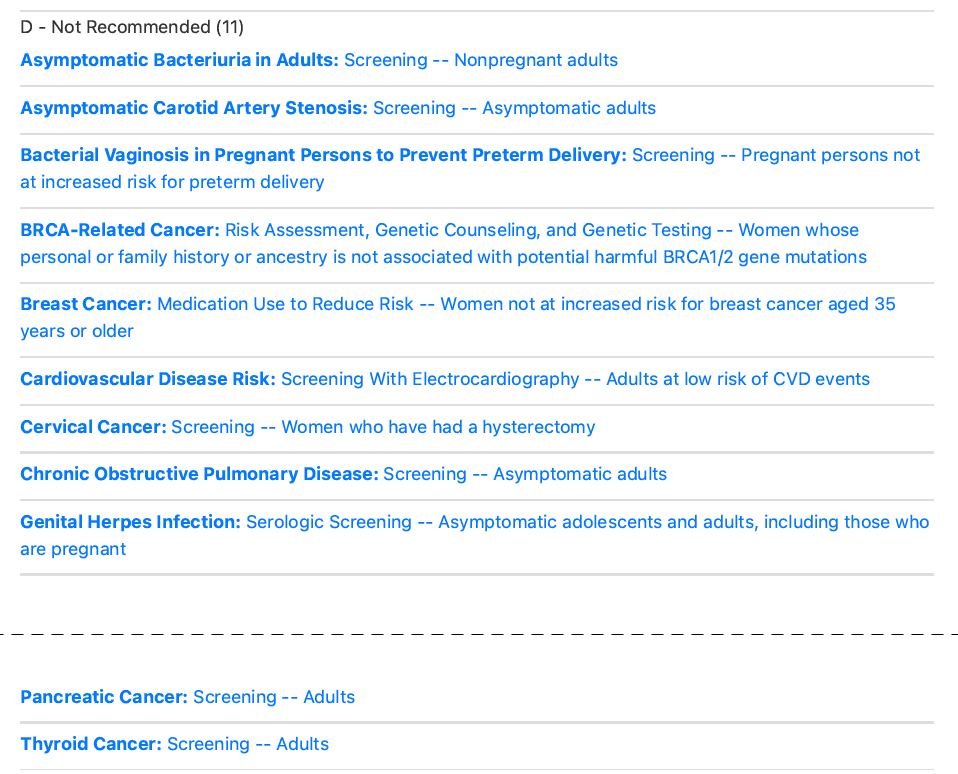 D - Not Recommended (11)
Asymptomatic Bacteriuria in Adults: Screening -- Nonpregnant adults
Asymptomatic Carotid Artery Stenosis: Screening -- Asymptomatic adults
Bacterial Vaginosis in Pregnant Persons to Prevent Preterm Delivery: Screening -- Pregnant persons not
at increased risk for preterm delivery
BRCA-Related Cancer: Risk Assessment, Genetic Counseling, and Genetic Testing -- Women whose
personal or family history or ancestry is not associated with potential harmful BRCA1/2 gene mutations
Breast Cancer: Medication Use to Reduce Risk -- Women not at increased risk for breast cancer aged 35
years or older
Cardiovascular Disease Risk: Screening With Electrocardiography -- Adults at low risk of CVD events
Cervical Cancer: Screening -- Women who have had a hysterectomy
Chronic Obstructive Pulmonary Disease: Screening -- Asymptomatic adults
Genital Herpes Infection: Serologic Screening -- Asymptomatic adolescents and adults, including those who
are pregnant
Pancreatic Cancer: Screening -- Adults
Thyroid Cancer: Screening -- Adults